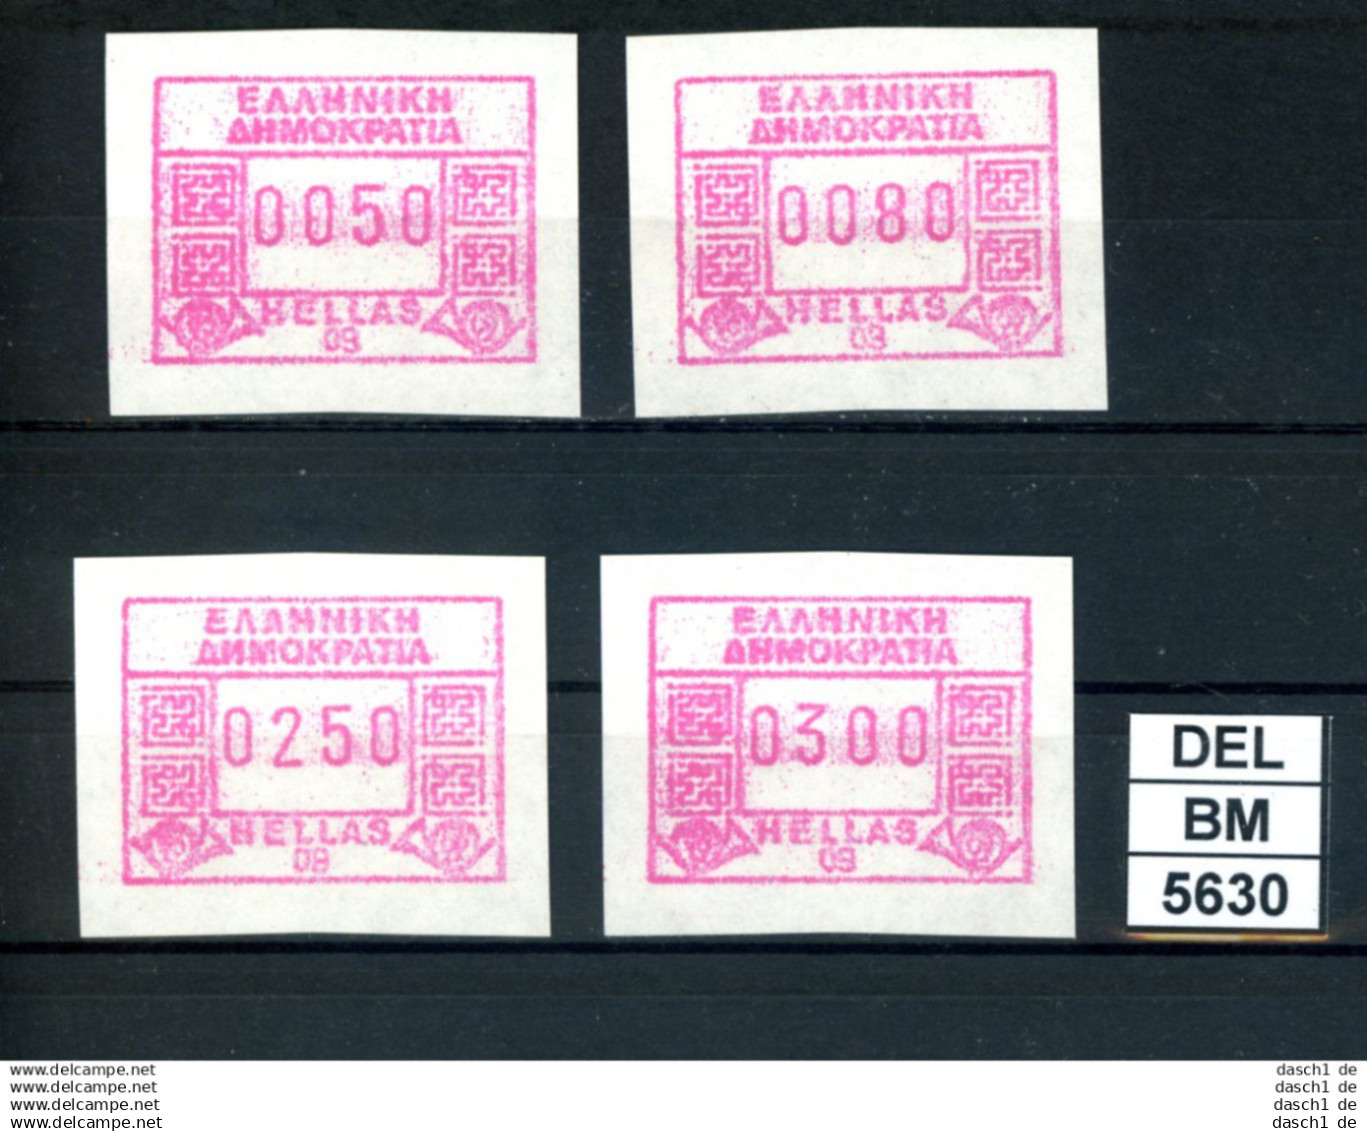 ΕΛΛΗΝΙΚΗ
ΔΗΜΟΚΡΑΤΙΑ
0050
HELLAS
09
ΕΛΛΗΝΙΚΗ
ΔΗΜΟΚΡΑΤΙΑ
0080
HELLAS
09
ΕΛΛΗΝΙΚΗ
ΔΗΜΟΚΡΑΤΙΑ
0250
HELLAS
09
ΕΛΛΗΝΙΚΗ
ΔΗΜΟΚΡΑΤΙΑ
0300
HELLAS
09
DEL
BM
5630
www.delcampe.net
www.delcampe.net
www.delcampe.net
www.delcampe.net
dasch1 de
dasch1 de
dasch1 de
dasch1 de